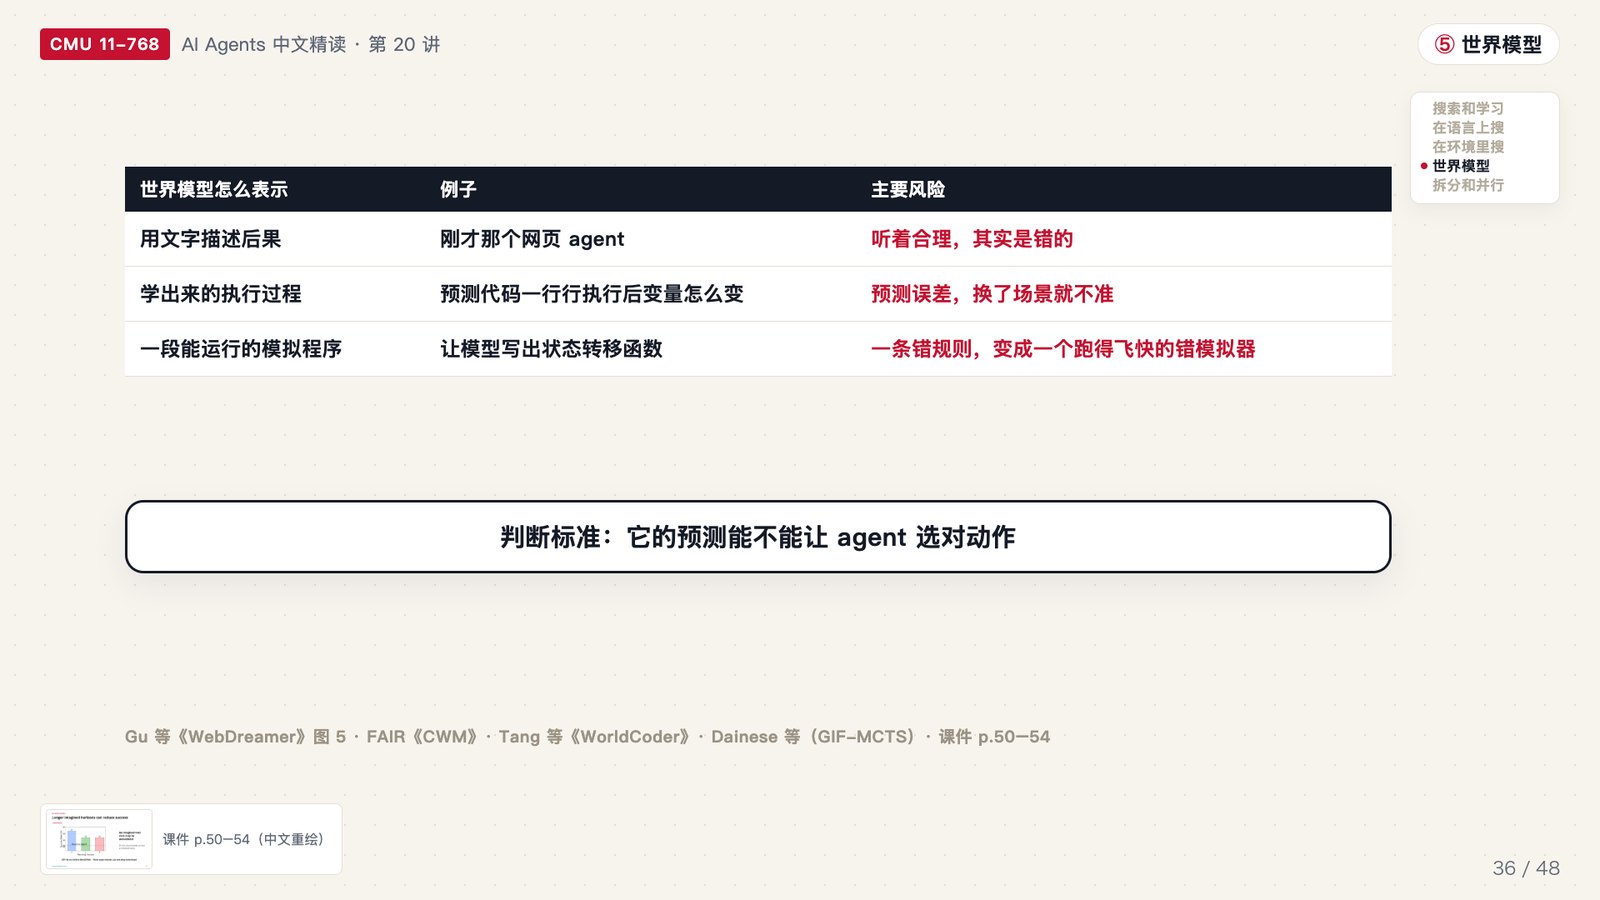 CMU 11-768 AI Agents 中文精读 · 第 20 讲
⑤ 世界模型
搜索和学习
在语言上搜
在环境里搜
世界模型
拆分和并行
世界模型怎么表示 例子 主要风险
用文字描述后果 刚才那个网页 agent 听着合理，其实是错的
学出来的执行过程 预测代码一行行执行后变量怎么变 预测误差，换了场景就不准
一段能运行的模拟程序 让模型写出状态转移函数 一条错规则，变成一个跑得飞快的错模拟器
判断标准：它的预测能不能让 agent 选对动作
Gu 等《WebDreamer》图 5 · FAIR《CWM》· Tang 等《WorldCoder》· Dainese 等（GIF-MCTS）· 课件 p.50–54
Longer imagined horizons can reduce success
课件 p.50–54（中文重绘）
36 / 48